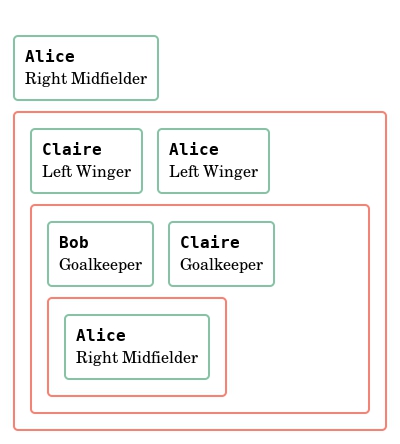 Alice
Right Midfielder
Claire
Left Winger
Alice
Left Winger
Bob
Goalkeeper
Claire
Goalkeeper
Alice
Right Midfielder